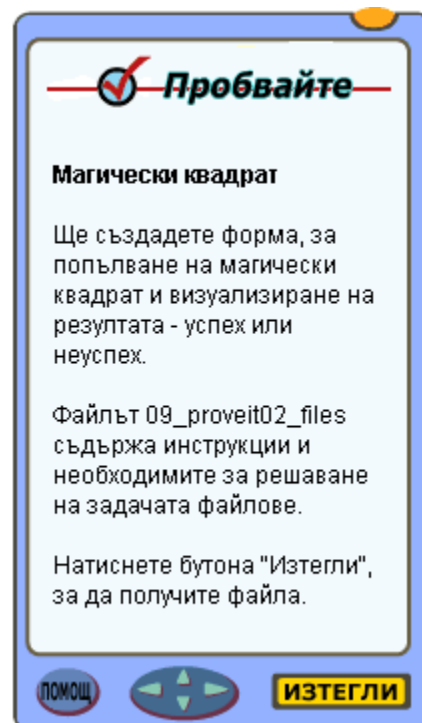 Пробвайте
Магически квадрат
Ще създадете форма, за
попълване на магически
квадрат и визуализиране на
резултата - успех или
неуспех.
Файлът 09_proveit02_files
съдържа инструкции и
необходимите за решаване
на задачата файлове.
Натиснете бутона "Изтегли",
за да получите файла.
ПОМОЩ
ИЗТЕГЛИ